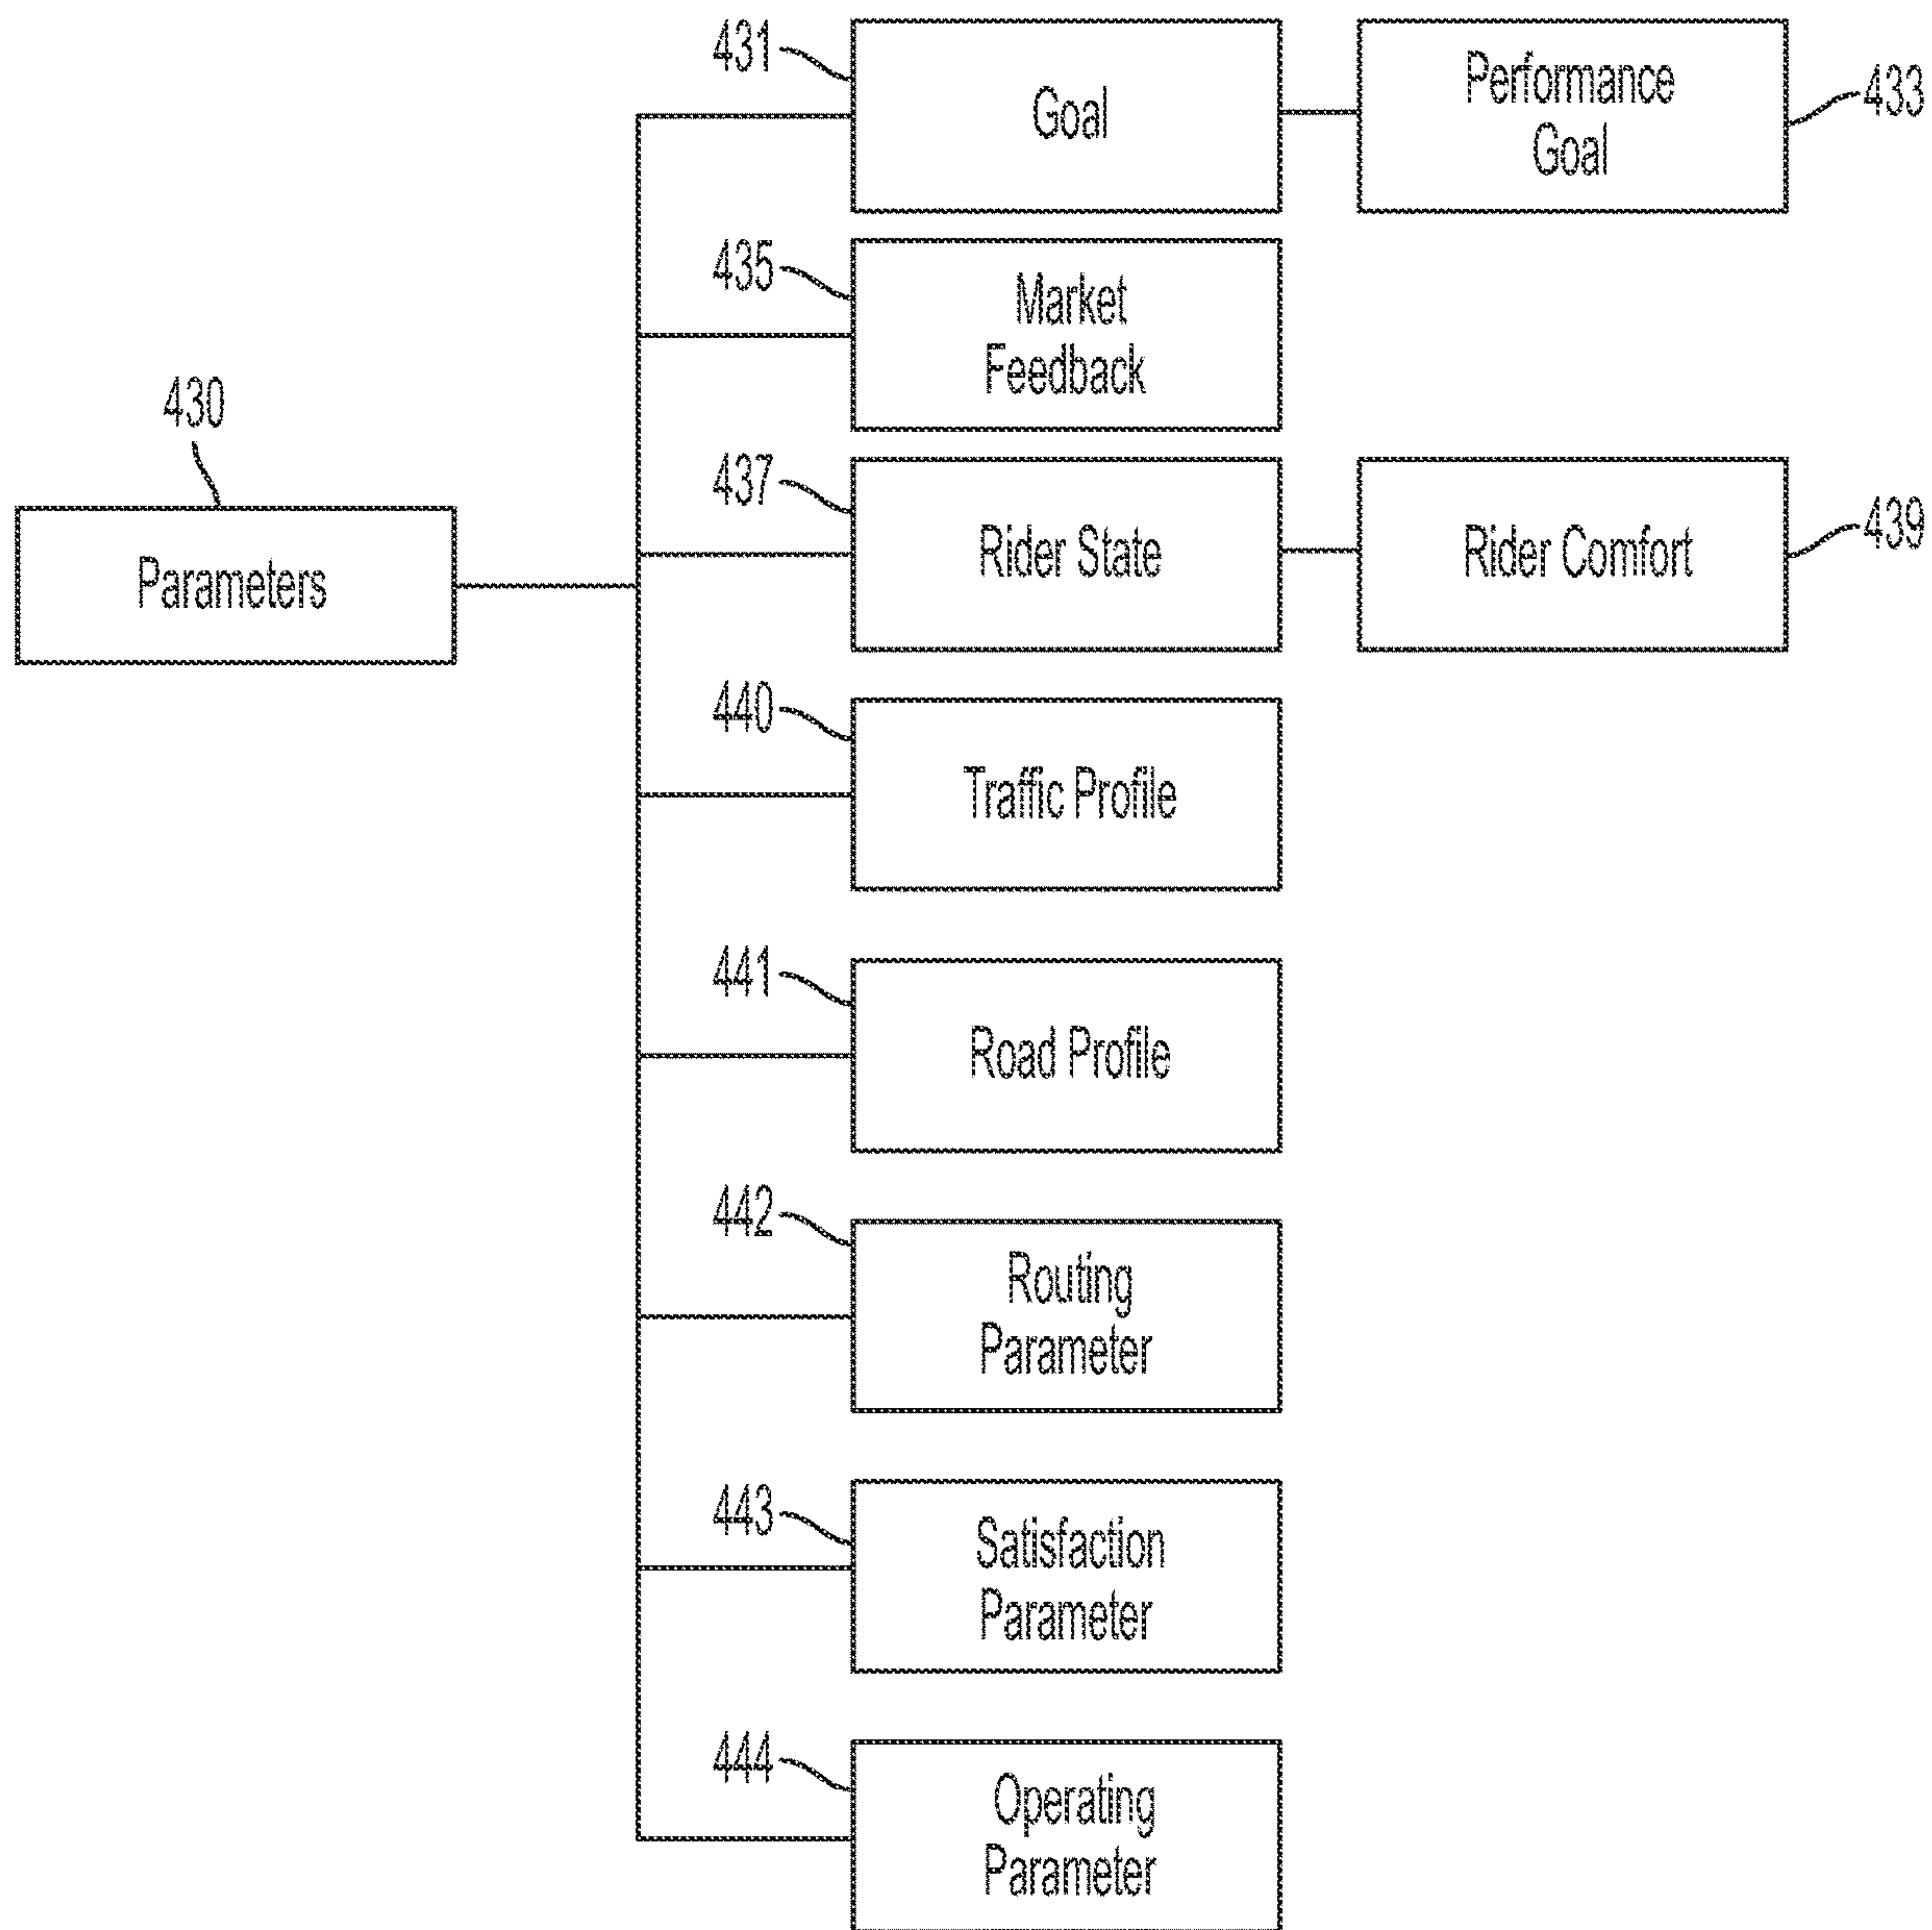 431
Goal
Performance
Goal
433
435
Market
Feedback
430
Parameters
437
Rider State
Rider Comfort
439
440
Traffic Profile
441
Road Profile
442
Routing
Parameter
443
Satisfaction
Parameter
444
Operating
Parameter